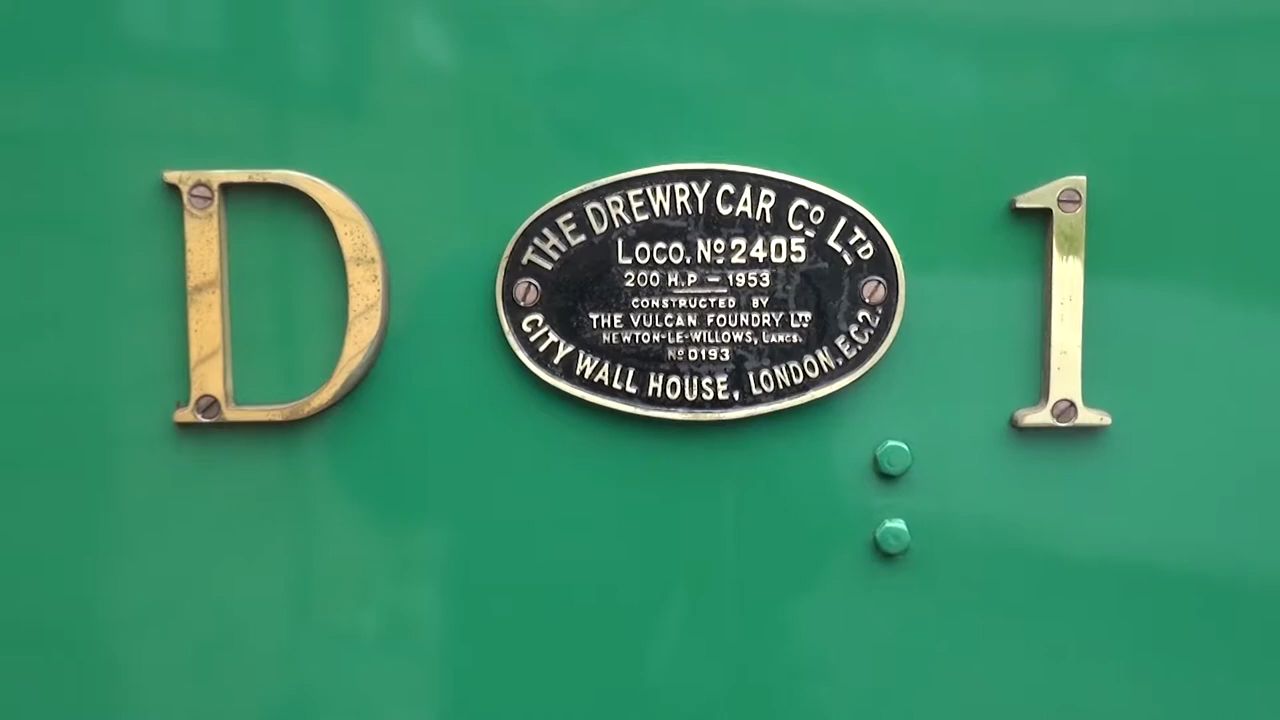 D
THE DREWRY CAR Cº LTD
LOCO. Nº 2405
200 H.P — 1953
CONSTRUCTED BY
THE VULCAN FOUNDRY LTD
NEWTON-LE-WILLOWS, LANCS.
Nº D193
CITY WALL HOUSE, LONDON, E.C.2.
1